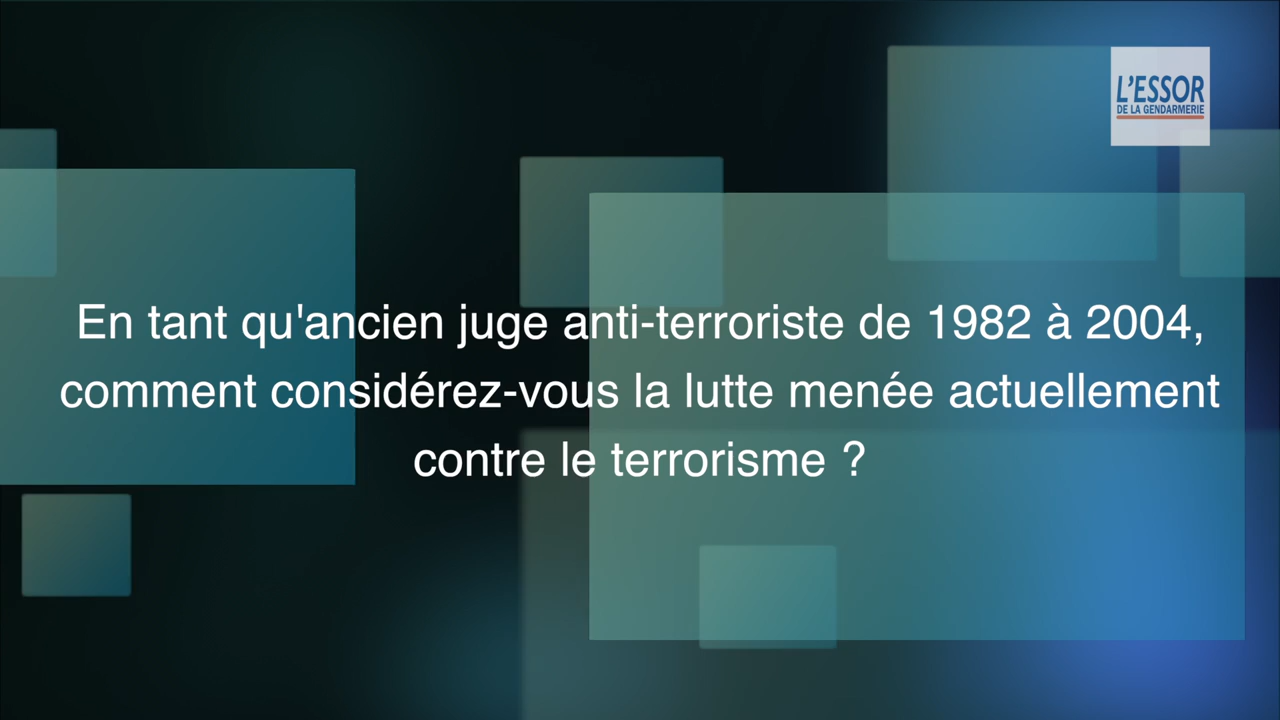 L'ESSOR
DE LA GENDARMERIE
En tant qu'ancien juge anti-terroriste de 1982 à 2004,
comment considérez-vous la lutte menée actuellement
contre le terrorisme ?